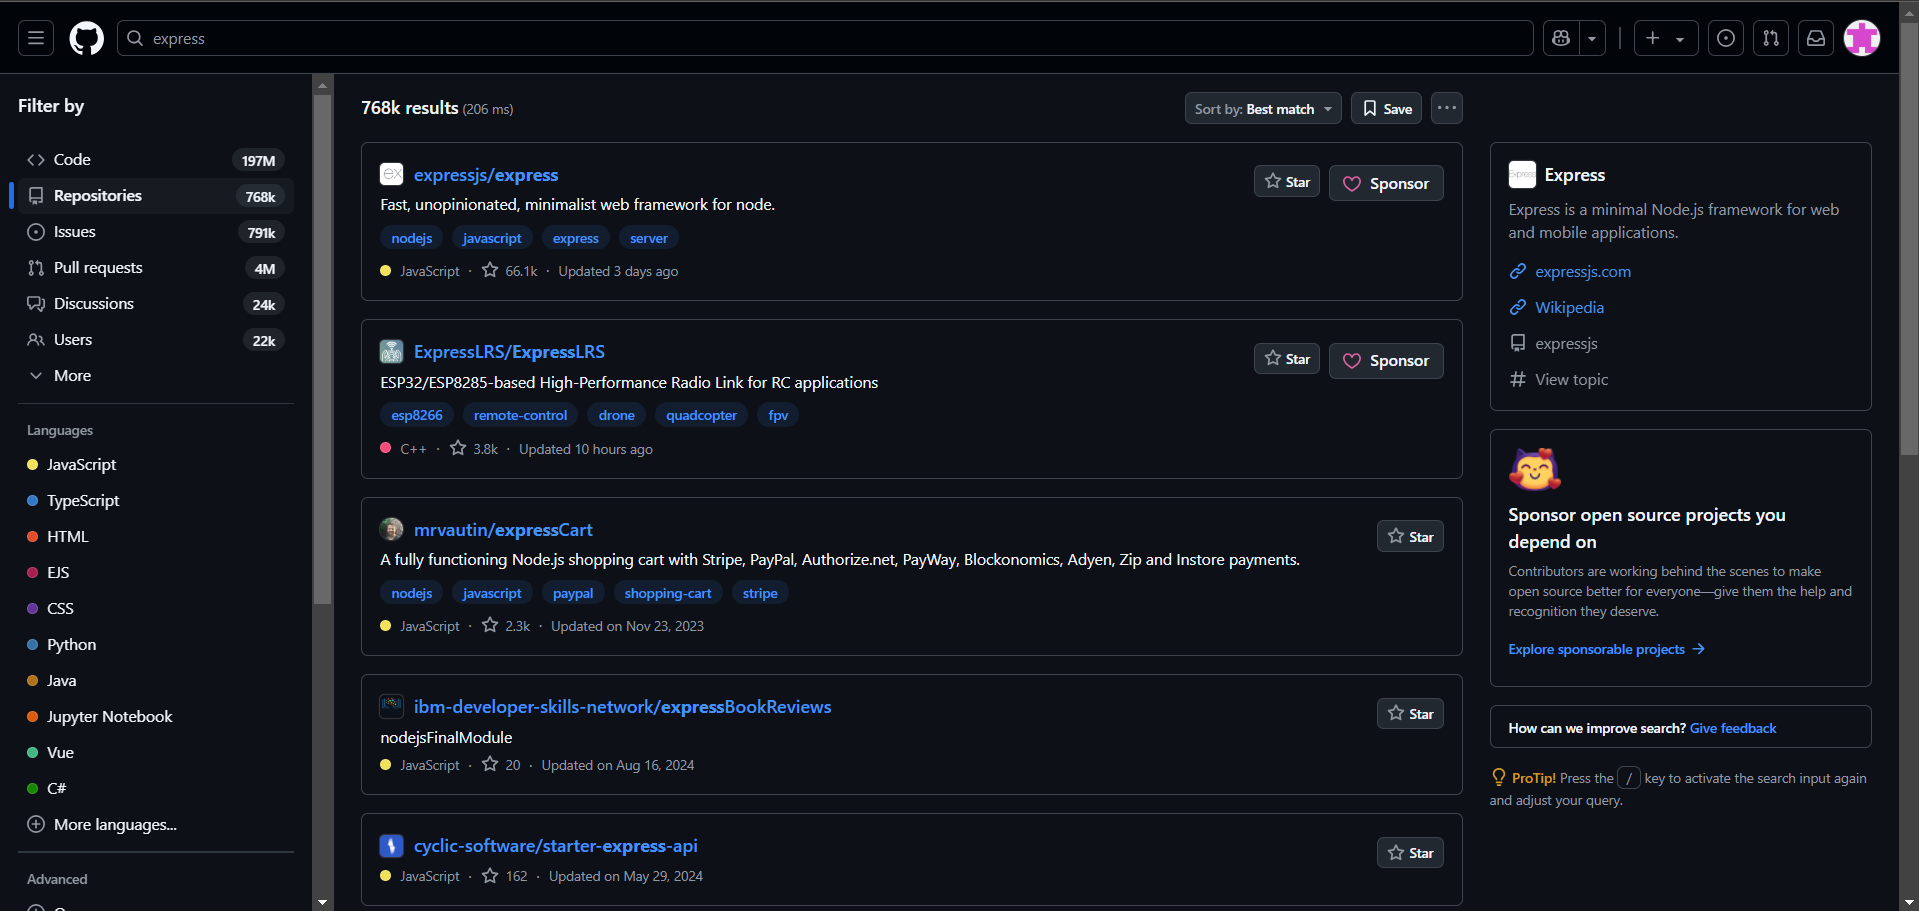 express
Filter by
Code 197M
Repositories 768k
Issues 791k
Pull requests 4M
Discussions 24k
Users 22k
More
Languages
JavaScript
TypeScript
HTML
EJS
CSS
Python
Java
Jupyter Notebook
Vue
C#
More languages...
Advanced
768k results (206 ms)
Sort by: Best match
Save
expressjs/express
Star
Sponsor
Fast, unopinionated, minimalist web framework for node.
nodejs javascript express server
JavaScript · 66.1k · Updated 3 days ago
ExpressLRS/ExpressLRS
Star
Sponsor
ESP32/ESP8285-based High-Performance Radio Link for RC applications
esp8266 remote-control drone quadcopter fpv
C++ · 3.8k · Updated 10 hours ago
mrvautin/expressCart
Star
A fully functioning Node.js shopping cart with Stripe, PayPal, Authorize.net, PayWay, Blockonomics, Adyen, Zip and Instore payments.
nodejs javascript paypal shopping-cart stripe
JavaScript · 2.3k · Updated on Nov 23, 2023
ibm-developer-skills-network/expressBookReviews
Star
nodejsFinalModule
JavaScript · 20 · Updated on Aug 16, 2024
cyclic-software/starter-express-api
Star
JavaScript · 162 · Updated on May 29, 2024
Express
Express is a minimal Node.js framework for web
and mobile applications.
expressjs.com
Wikipedia
expressjs
# View topic
Sponsor open source projects you
depend on
Contributors are working behind the scenes to make
open source better for everyone—give them the help and
recognition they deserve.
Explore sponsorable projects →
How can we improve search? Give feedback
ProTip! Press the / key to activate the search input again
and adjust your query.